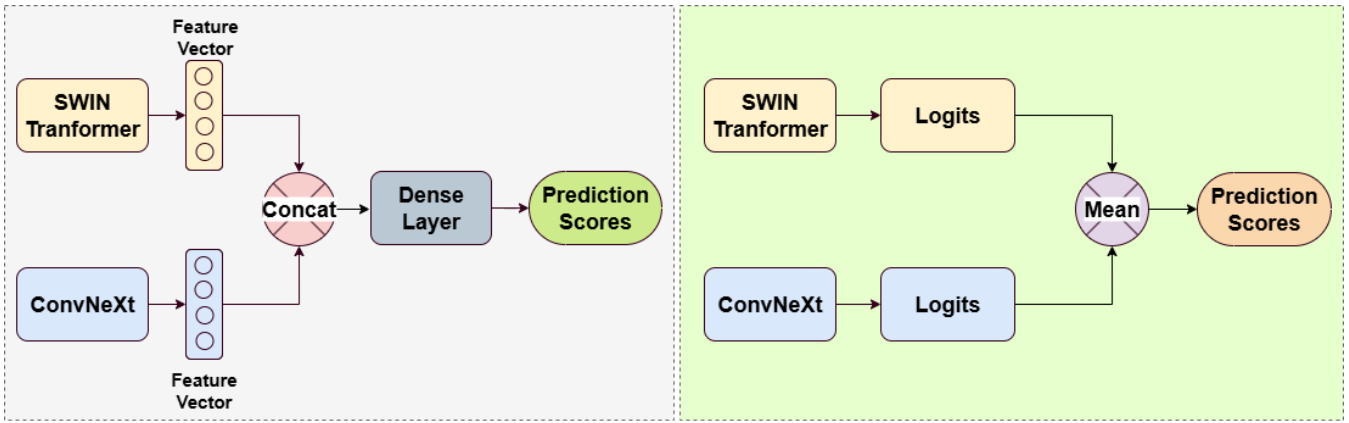 Feature
Vector
SWIN
Tranformer
Concat
Dense
Layer
Prediction
Scores
ConvNeXt
Feature
Vector
SWIN
Tranformer
Logits
Mean
Prediction
Scores
ConvNeXt
Logits